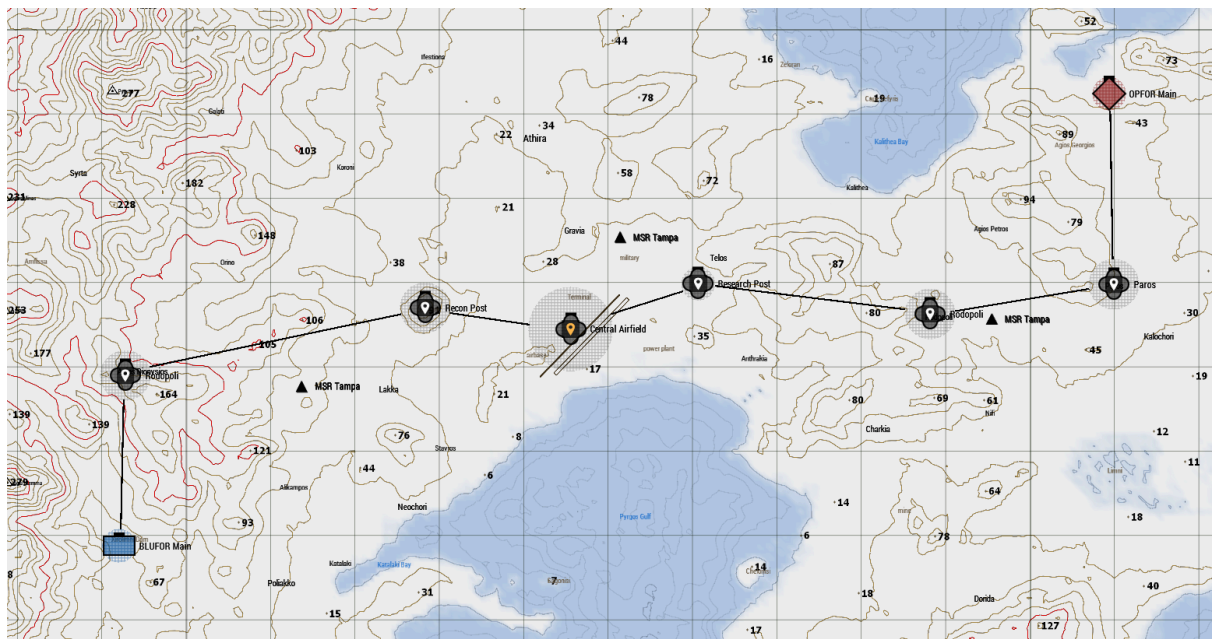 52
44
Ifestiona
16
Zeloran
73
277
78
19
OPFOR Main
Galati
34
43
22
Athira
89
Kalithea Bay
Agios Georgios
103
Koroni
58
Syrta
182
72
Kalithea
231
228
94
21
79
Gravia
MSR Tampa
Agios Petros
148
Orino
38
28
military
Telos
87
253
Terminal
Research Post
Paros
Recon Post
80
Rodopoli
MSR Tampa
30
106
Central Airfield
35
Kalochori
177
105
power plant
45
Anthrakia
17
19
Rodopoli
MSR Tampa
Lakka
164
21
80
69
61
139
139
Nifi
Charkia
76
8
12
121
Stavros
44
6
11
Limni
229
Alikampos
64
Neochori
14
mine
93
Pyrgos Gulf
18
6
78
BLUFOR Main
Katalaki
Katalaki Bay
14
67
Poliakko
7
31
18
40
Dorida
15
17
127